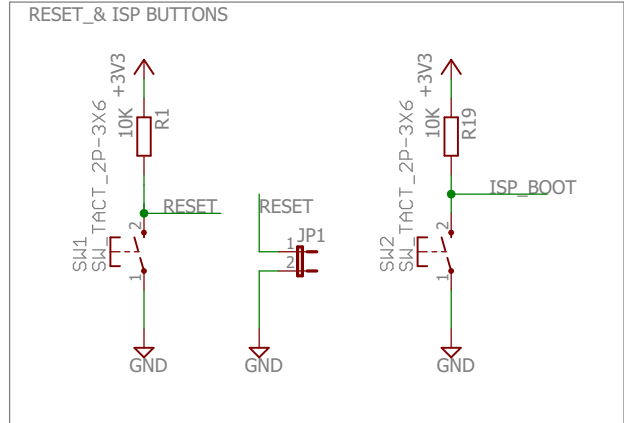 RESET_& ISP BUTTONS
+3V3
10K
R1
SW1
SW_TACT_2P-3X6
2
1
RESET
GND
RESET
JP1
1
2
GND
+3V3
10K
R19
SW2
SW_TACT_2P-3X6
2
1
ISP_BOOT
GND